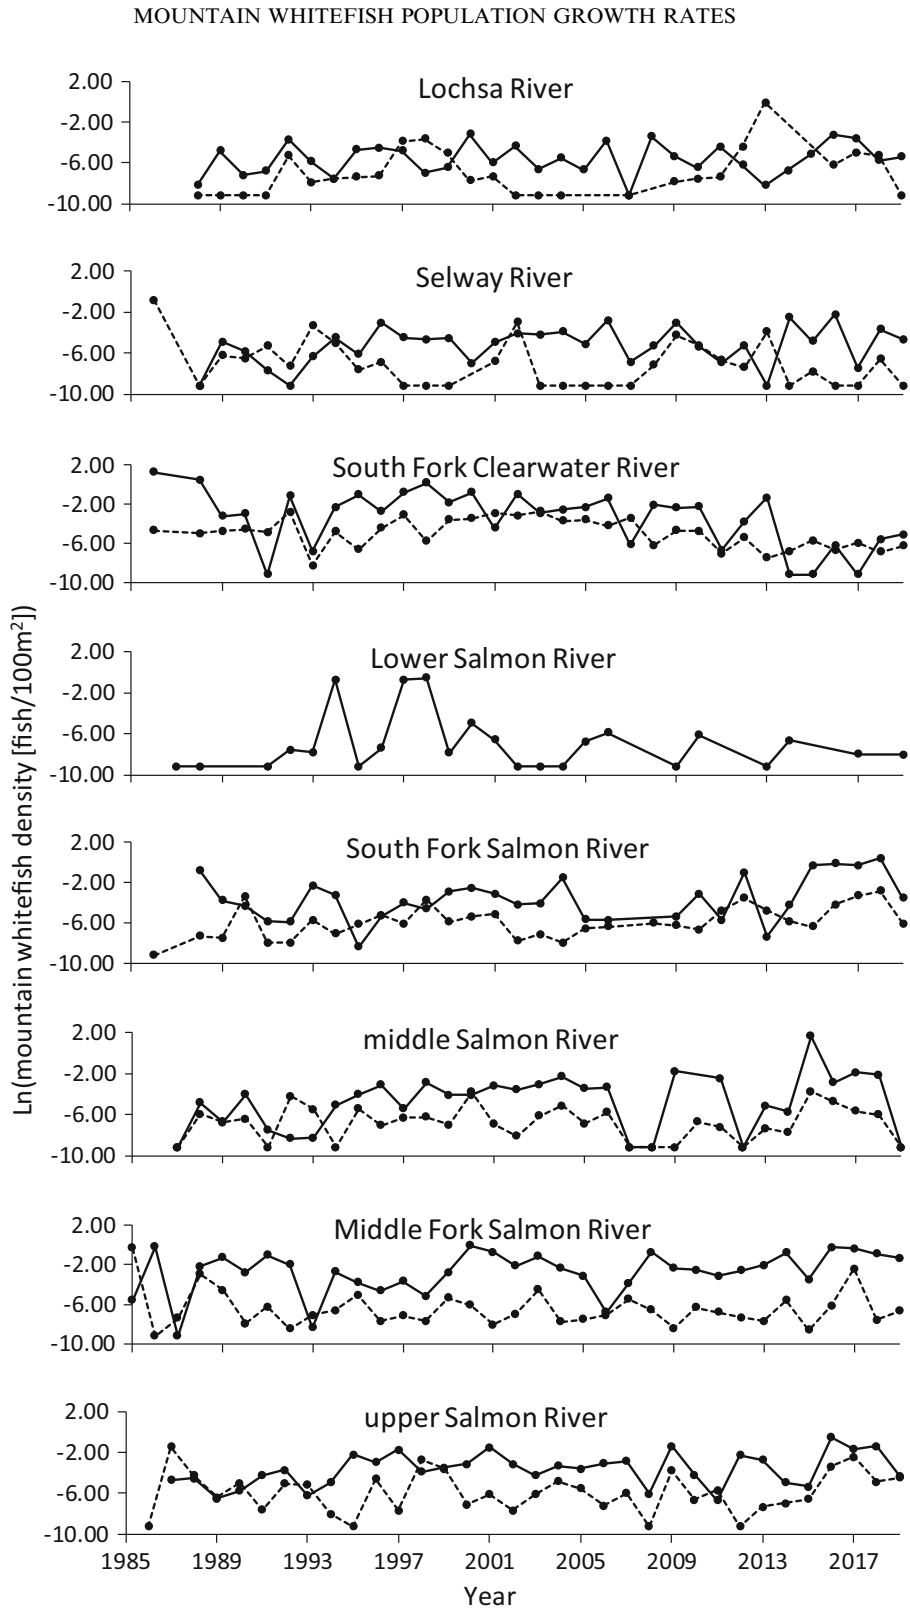 MOUNTAIN WHITEFISH POPULATION GROWTH RATES
Ln(mountain whitefish density [fish/100m²])
Lochsa River
2.00
-2.00
-6.00
-10.00
Selway River
2.00
-2.00
-6.00
-10.00
South Fork Clearwater River
2.00
-2.00
-6.00
-10.00
Lower Salmon River
2.00
-2.00
-6.00
-10.00
South Fork Salmon River
2.00
-2.00
-6.00
-10.00
middle Salmon River
2.00
-2.00
-6.00
-10.00
Middle Fork Salmon River
2.00
-2.00
-6.00
-10.00
upper Salmon River
2.00
-2.00
-6.00
-10.00
1985 1989 1993 1997 2001 2005 2009 2013 2017
Year